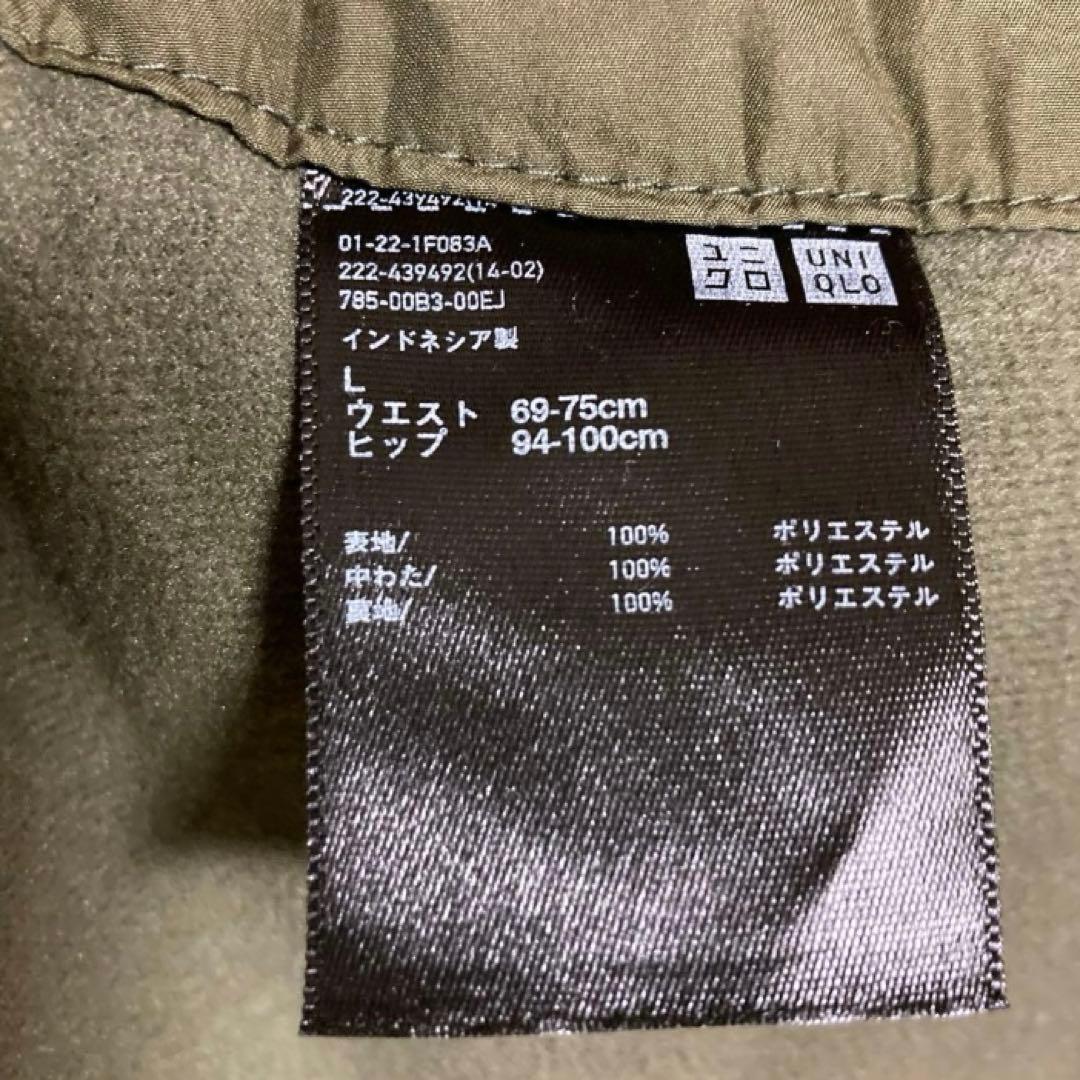 222-439492(14
01-22-1F083A
222-439492(14-02)
785-00B3-00EJ
ユニ
クロ
UNI
QLO
インドネシア製
L
ウエスト 69-75cm
ヒップ 94-100cm
表地/ 100% ポリエステル
中わた/ 100% ポリエステル
裏地/ 100% ポリエステル